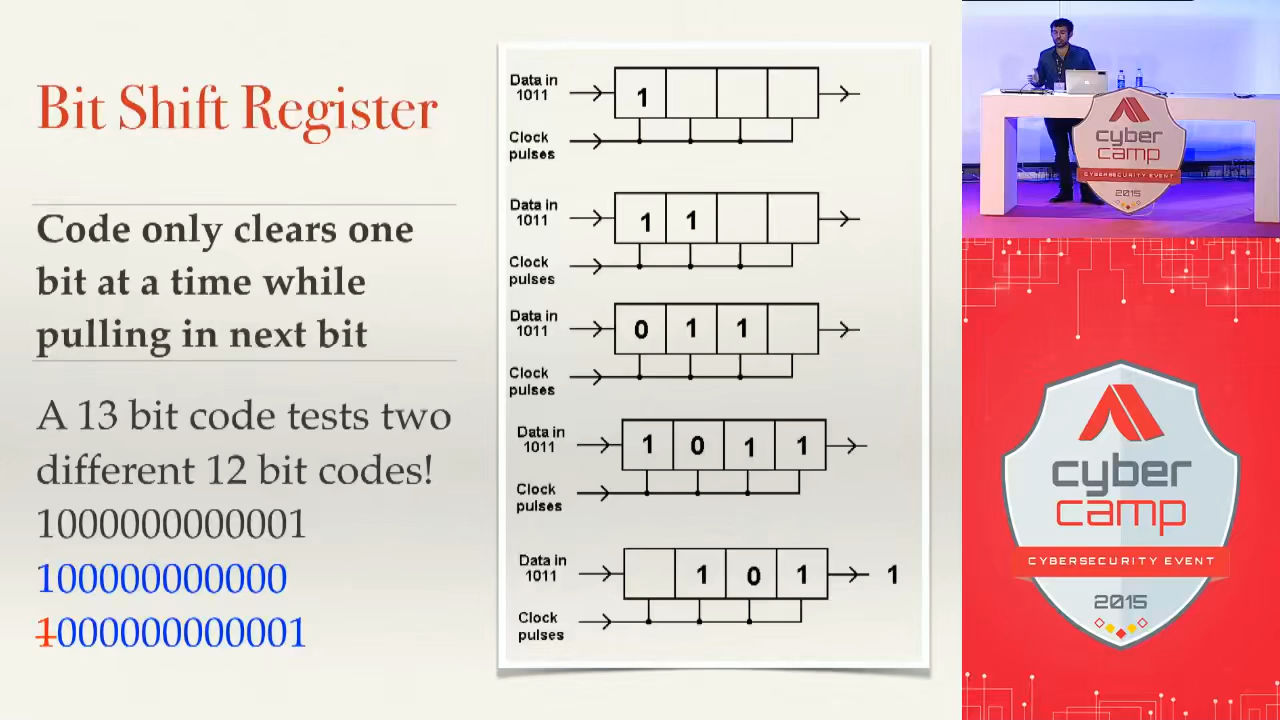 Bit Shift Register
Code only clears one
bit at a time while
pulling in next bit
A 13 bit code tests two
different 12 bit codes!
1000000000001
100000000000
1000000000001
Data in
1011
1
Clock
pulses
Data in
1011
1 1
Clock
pulses
Data in
1011
0 1 1
Clock
pulses
Data in
1011
1 0 1 1
Clock
pulses
Data in
1011
1 0 1 1
Clock
pulses
cyber
camp
CYBERSECURITY EVENT
2015
cyber
camp
CYBERSECURITY EVENT
2015